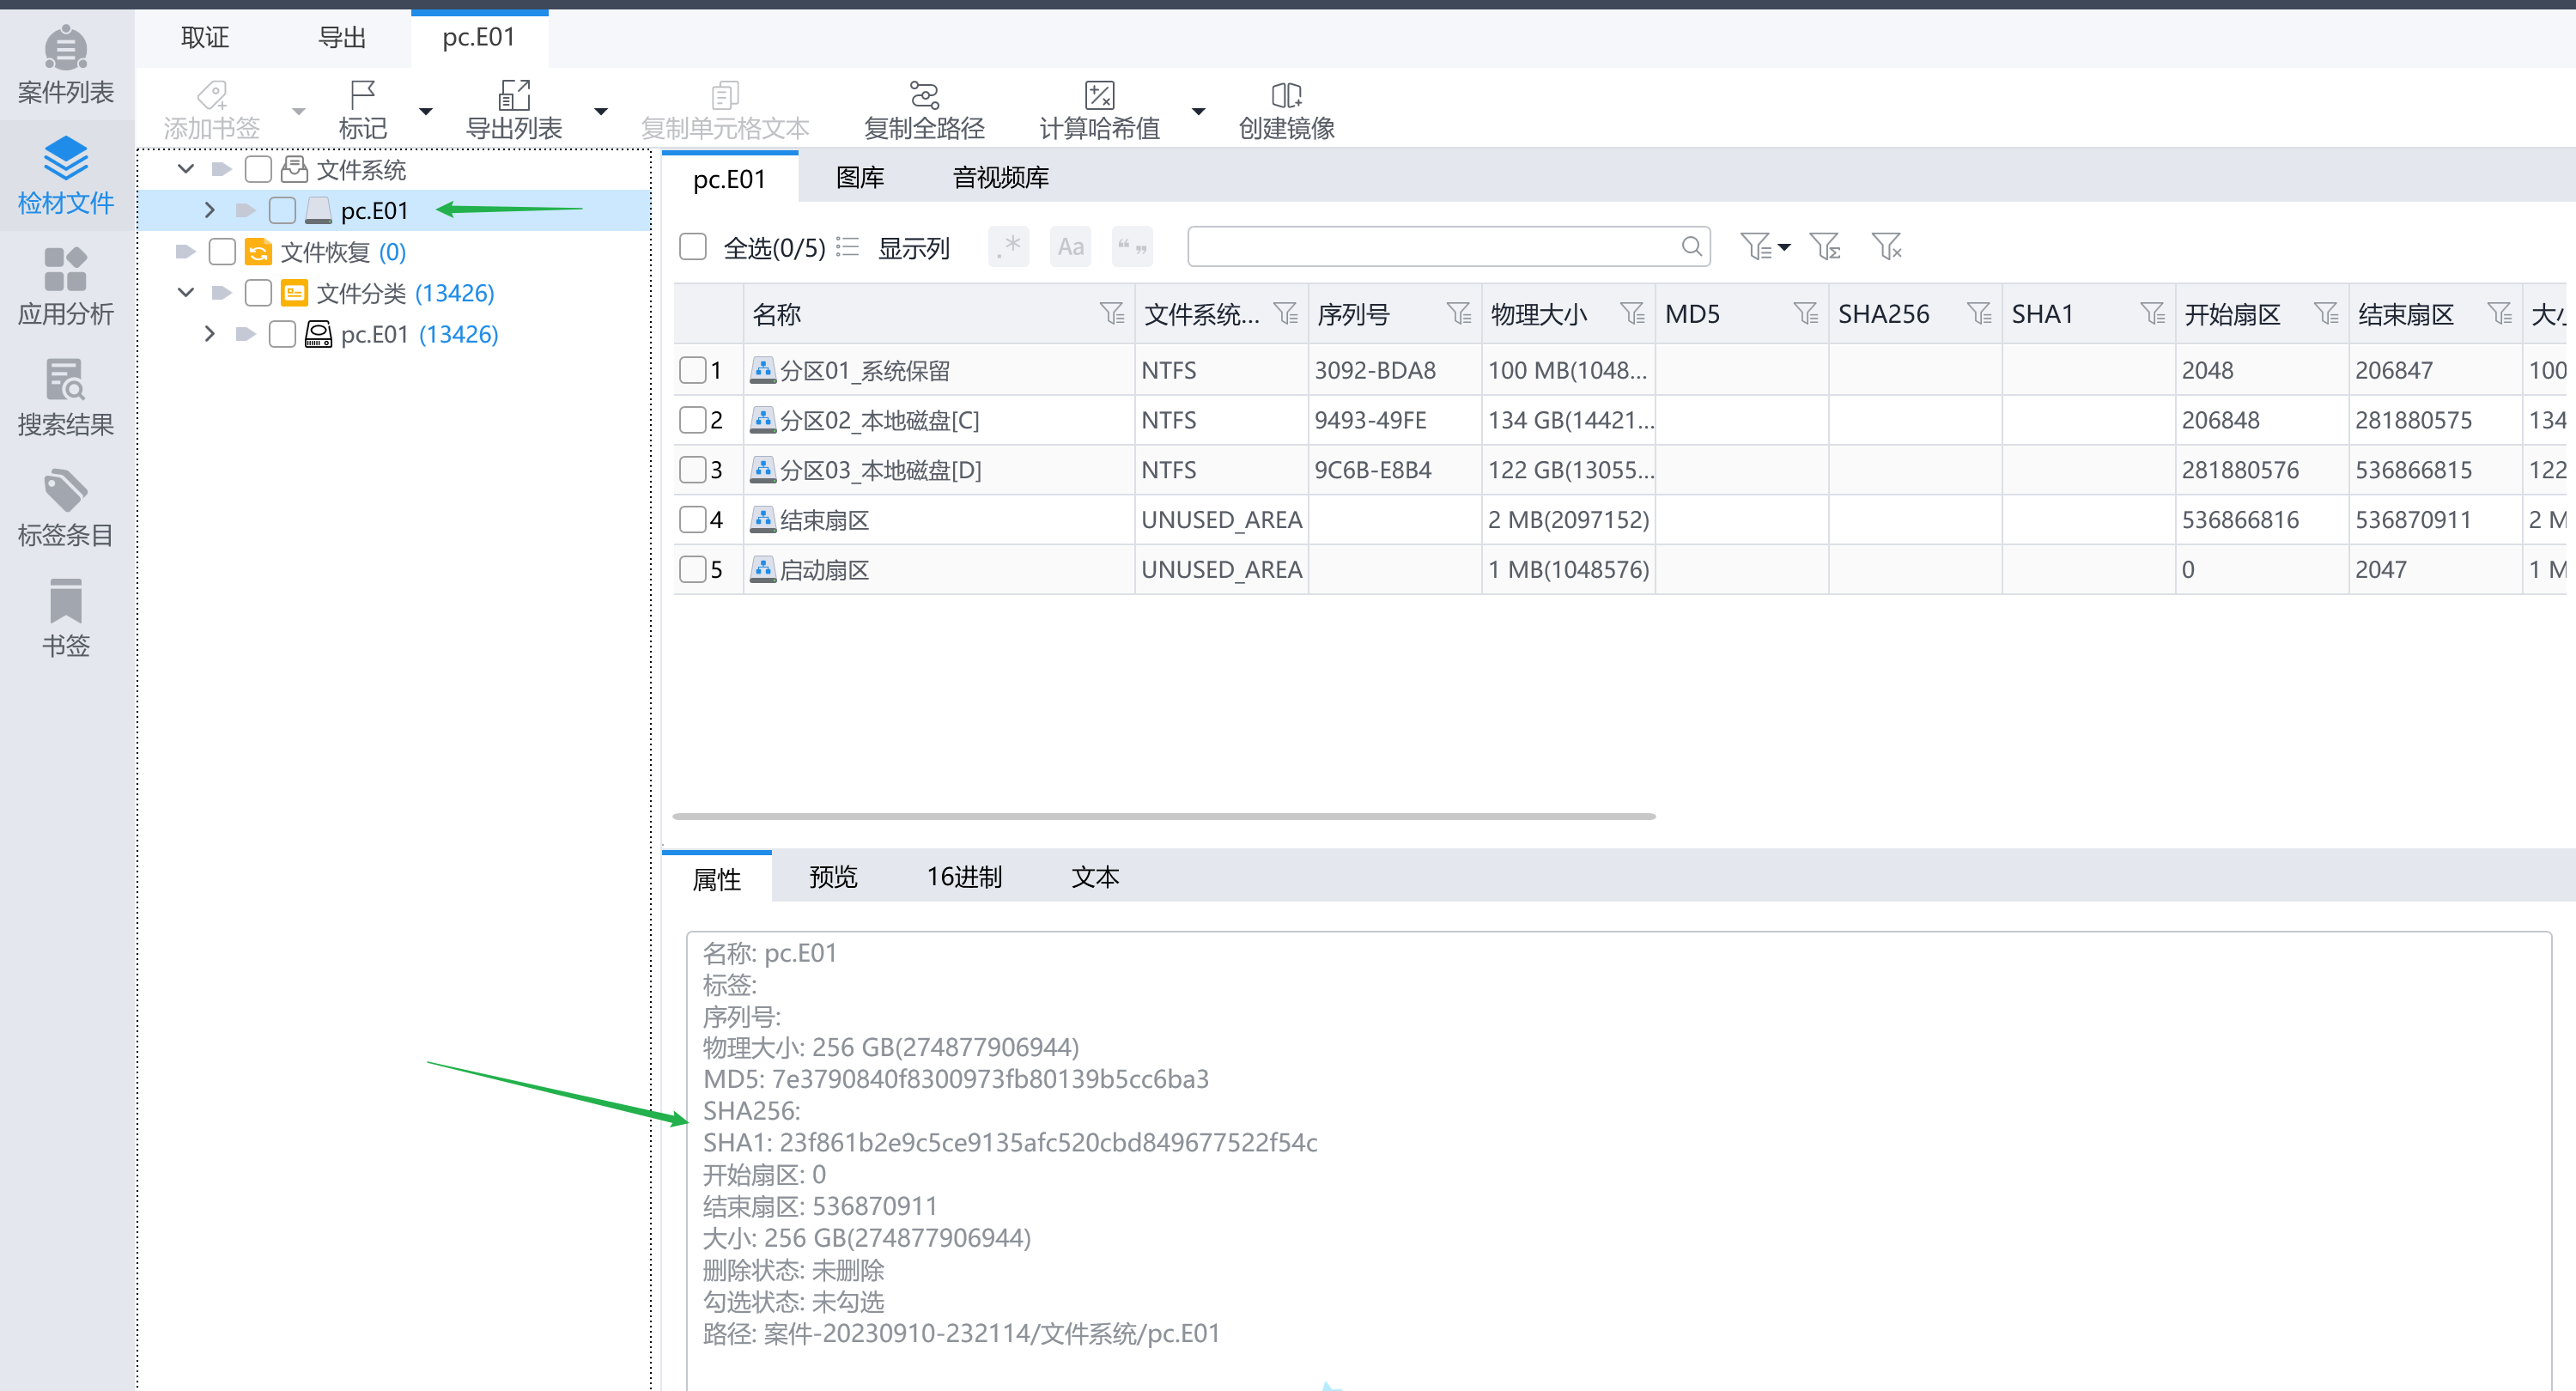 取证 导出 pc.E01
案件列表
检材文件
应用分析
搜索结果
标签条目
书签
添加书签 标记 导出列表 复制单元格文本 复制全路径 计算哈希值 创建镜像
文件系统
pc.E01
文件恢复 (0)
文件分类 (13426)
pc.E01 (13426)
pc.E01 图库 音视频库
全选(0/5) 显示列 .* Aa “ ”
名称 文件系统... 序列号 物理大小 MD5 SHA256 SHA1 开始扇区 结束扇区 大小
1 分区01_系统保留 NTFS 3092-BDA8 100 MB(1048... 2048 206847 100
2 分区02_本地磁盘[C] NTFS 9493-49FE 134 GB(14421... 206848 281880575 134
3 分区03_本地磁盘[D] NTFS 9C6B-E8B4 122 GB(13055... 281880576 536866815 122
4 结束扇区 UNUSED_AREA 2 MB(2097152) 536866816 536870911 2 M
5 启动扇区 UNUSED_AREA 1 MB(1048576) 0 2047 1 M
属性 预览 16进制 文本
名称: pc.E01
标签:
序列号:
物理大小: 256 GB(274877906944)
MD5: 7e3790840f8300973fb80139b5cc6ba3
SHA256:
SHA1: 23f861b2e9c5ce9135afc520cbd849677522f54c
开始扇区: 0
结束扇区: 536870911
大小: 256 GB(274877906944)
删除状态: 未删除
勾选状态: 未勾选
路径: 案件-20230910-232114/文件系统/pc.E01